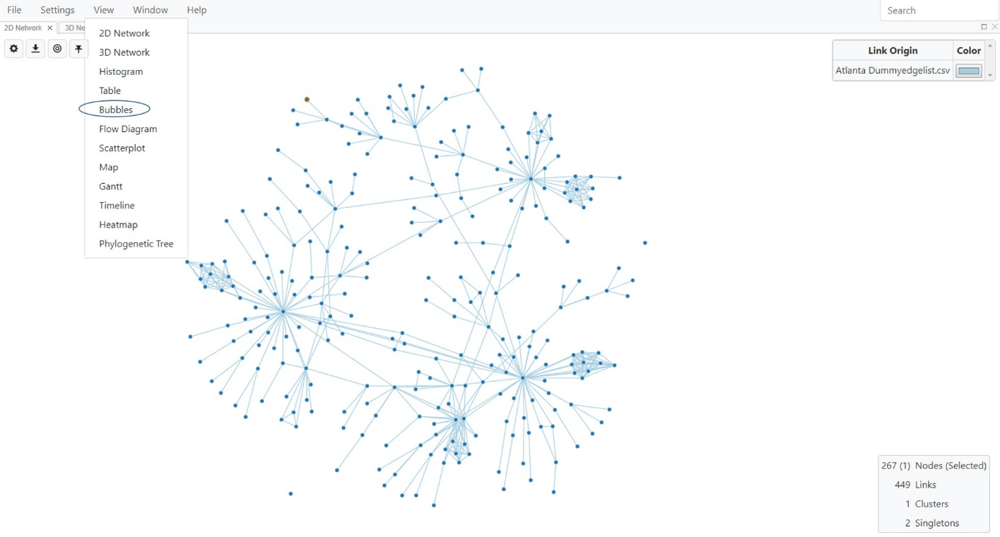 File Settings View Window Help Search
2D Network × 3D Ne
2D Network
3D Network
Histogram
Table
Bubbles
Flow Diagram
Scatterplot
Map
Gantt
Timeline
Heatmap
Phylogenetic Tree
Link Origin Color
Atlanta Dummyedgelist.csv
267 (1) Nodes (Selected)
449 Links
1 Clusters
2 Singletons